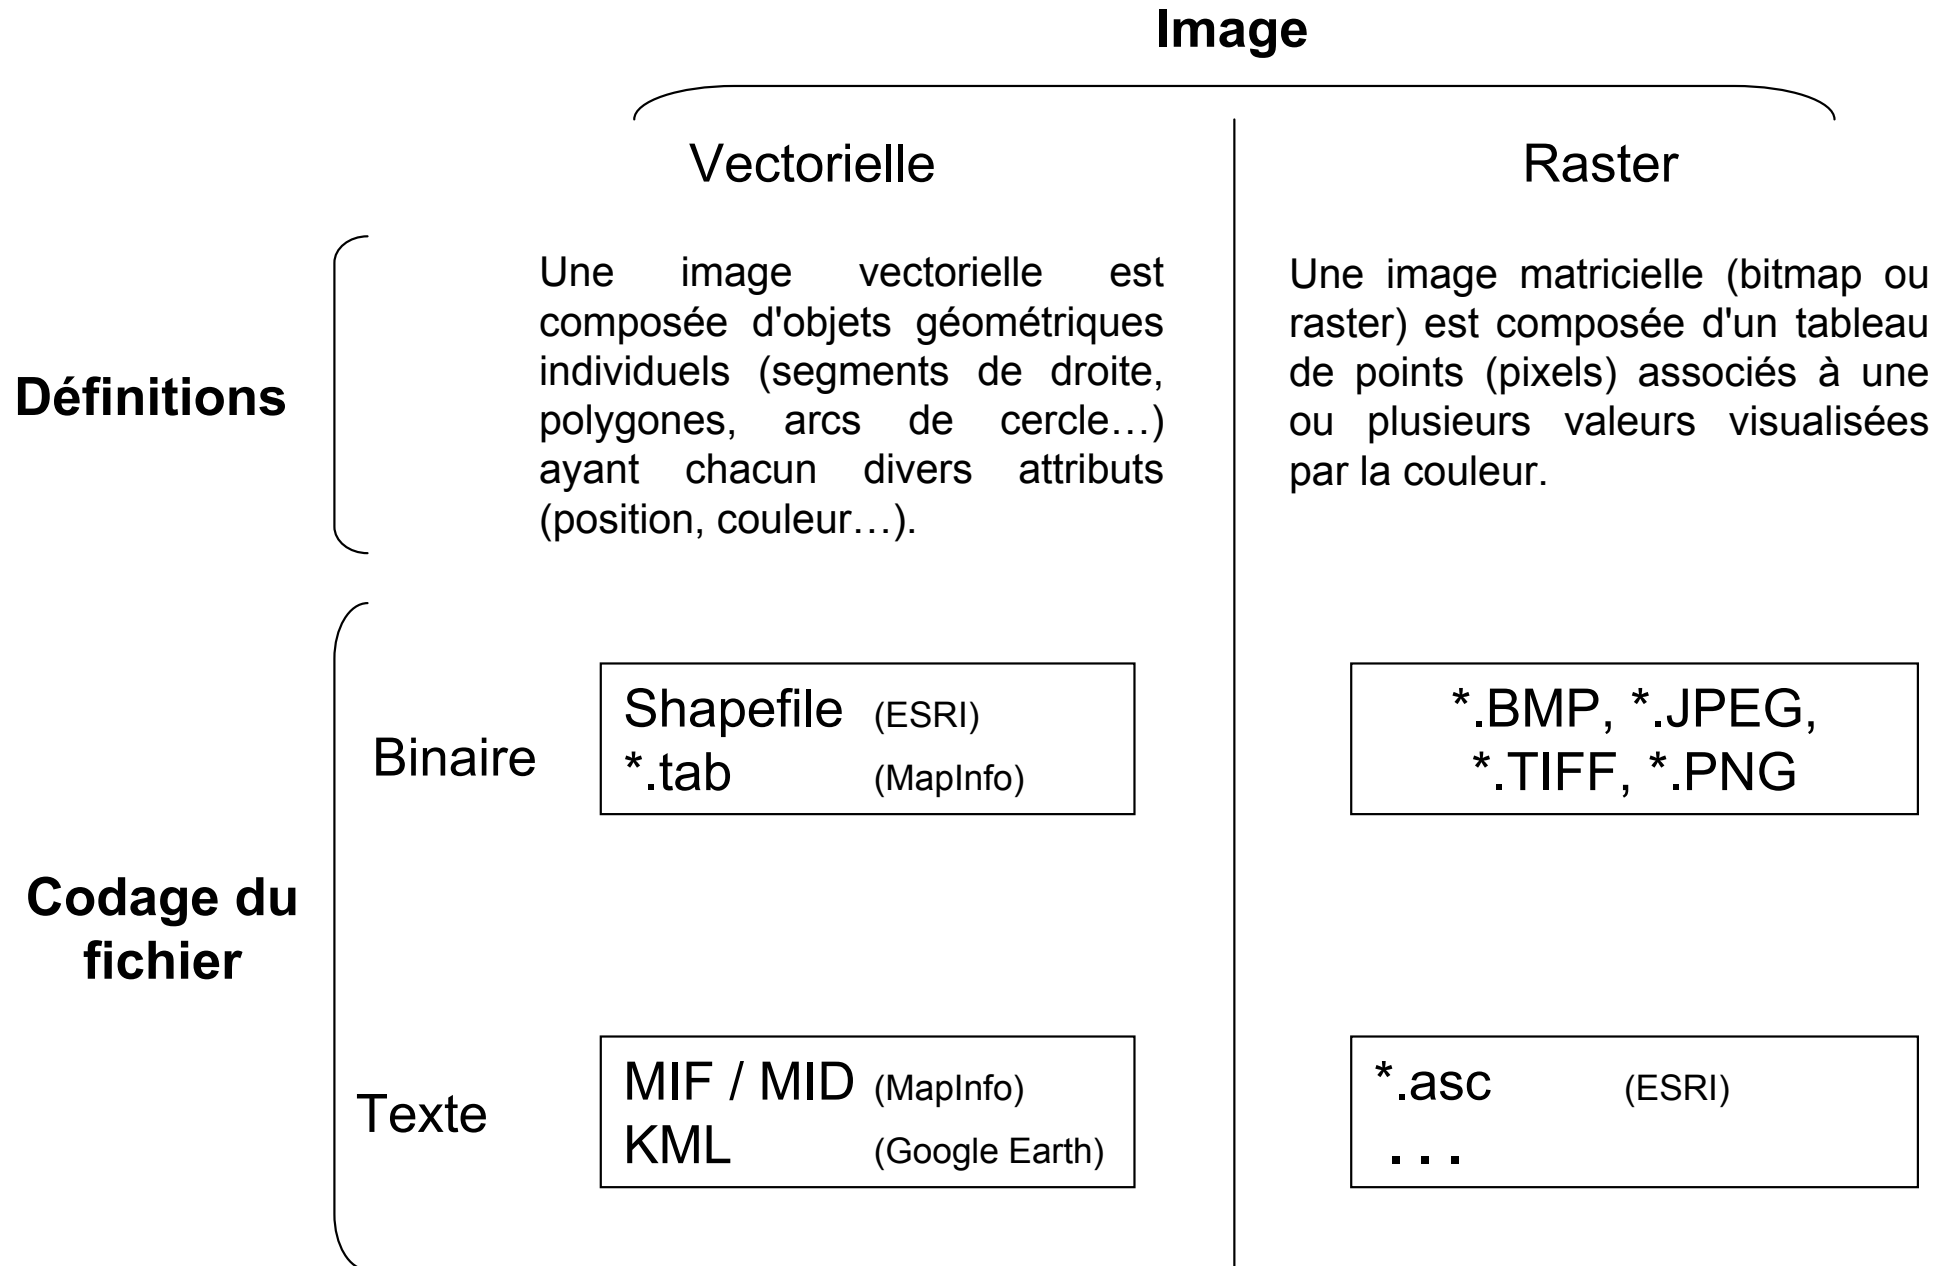 Image
Vectorielle
Raster
Définitions
Une image vectorielle est
composée d'objets géométriques
individuels (segments de droite,
polygones, arcs de cercle…)
ayant chacun divers attributs
(position, couleur…).
Une image matricielle (bitmap ou
raster) est composée d'un tableau
de points (pixels) associés à une
ou plusieurs valeurs visualisées
par la couleur.
Codage du
fichier
Binaire
Shapefile (ESRI)
*.tab (MapInfo)
*.BMP, *.JPEG,
*.TIFF, *.PNG
Texte
MIF / MID (MapInfo)
KML (Google Earth)
*.asc (ESRI)
…